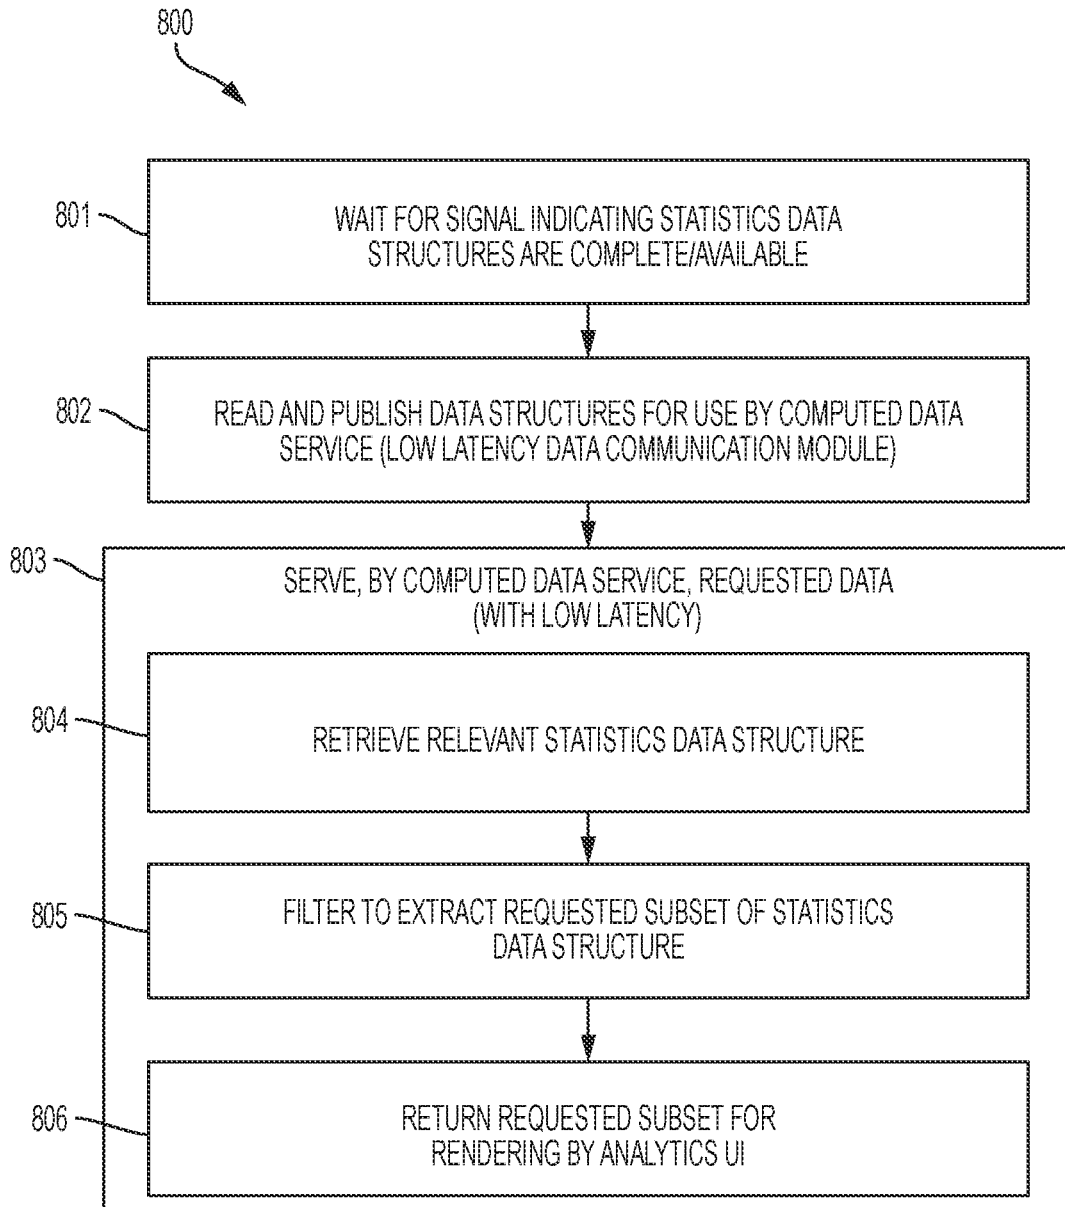 800
801
WAIT FOR SIGNAL INDICATING STATISTICS DATA
STRUCTURES ARE COMPLETE/AVAILABLE
802
READ AND PUBLISH DATA STRUCTURES FOR USE BY COMPUTED DATA
SERVICE (LOW LATENCY DATA COMMUNICATION MODULE)
803
SERVE, BY COMPUTED DATA SERVICE, REQUESTED DATA
(WITH LOW LATENCY)
804
RETRIEVE RELEVANT STATISTICS DATA STRUCTURE
805
FILTER TO EXTRACT REQUESTED SUBSET OF STATISTICS
DATA STRUCTURE
806
RETURN REQUESTED SUBSET FOR
RENDERING BY ANALYTICS UI